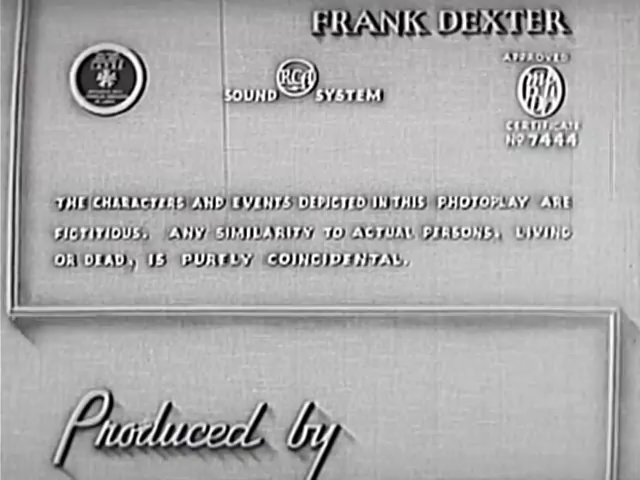 FRANK DEXTER
RCA
SOUND SYSTEM
APPROVED
CERTIFICATE
Nº 7444
THE CHARACTERS AND EVENTS DEPICTED IN THIS PHOTOPLAY ARE
FICTITIOUS. ANY SIMILARITY TO ACTUAL PERSONS, LIVING
OR DEAD, IS PURELY COINCIDENTAL.
Produced by